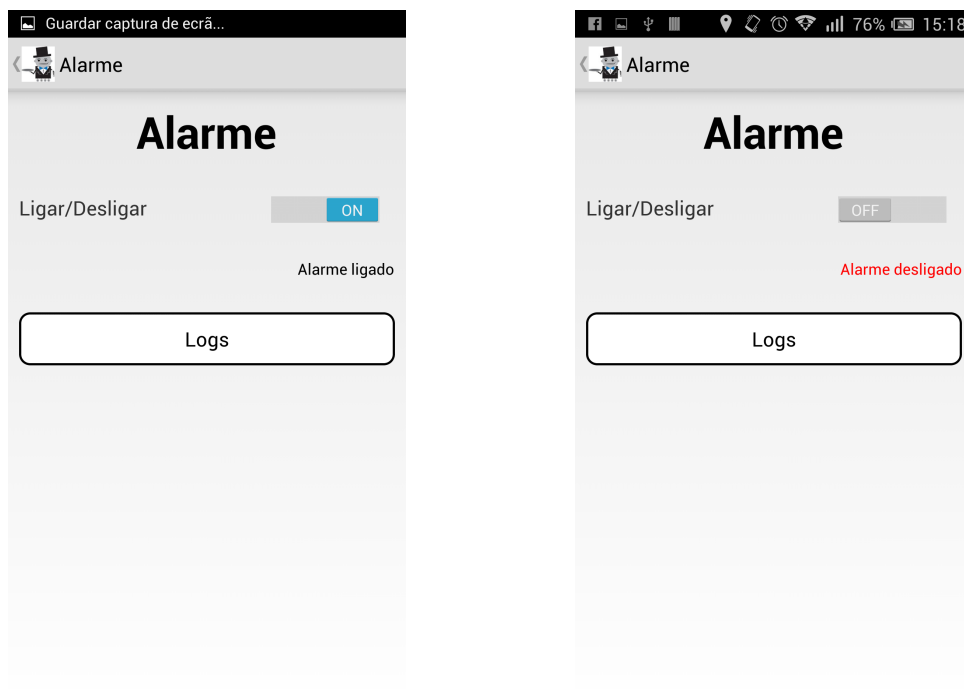 Guardar captura de ecrã...
Alarme
Alarme
Ligar/Desligar ON
Alarme ligado
Logs
76% 15:18
Alarme
Alarme
Ligar/Desligar OFF
Alarme desligado
Logs